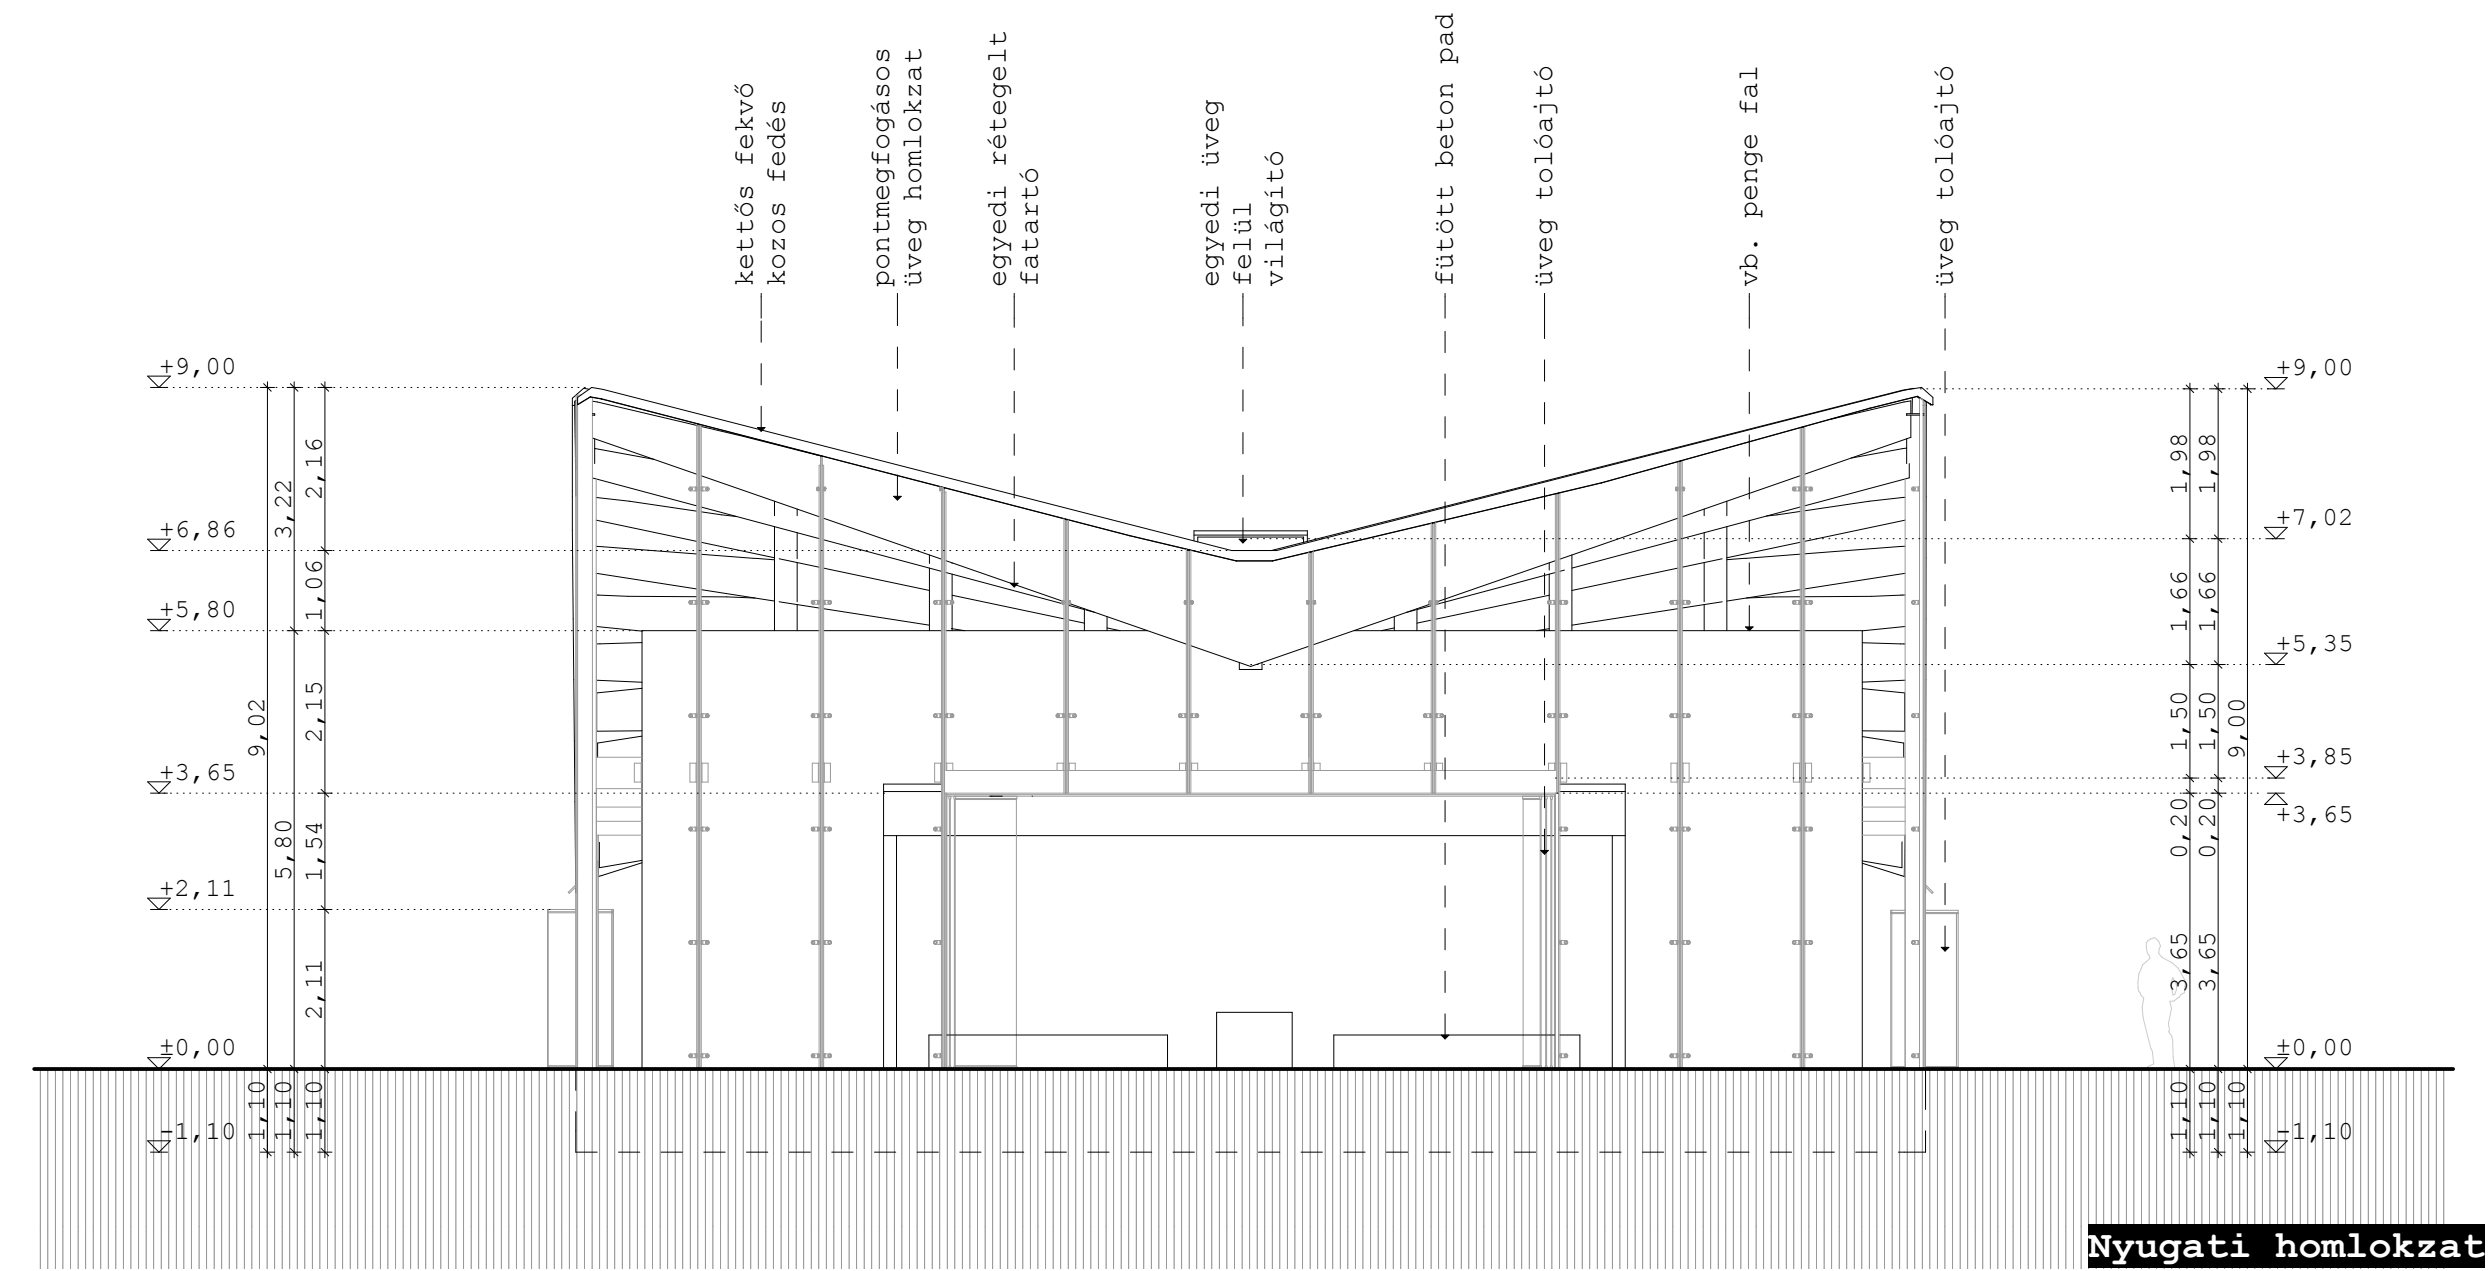 kettős fekvő
kozos fedés
pontmegfogásos
üveg homlokzat
egyedi rétegelt
fatartó
egyedi üveg
felül
világító
fütött beton pad
üveg tolóajtó
vb. penge fal
üveg tolóajtó
+9,00
+6,86
+5,80
+3,65
+2,11
±0,00
-1,10
9,02
1,10
3,22
5,80
1,10
2,16
1,06
2,15
1,54
2,11
1,10
1,98
1,66
1,50
0,20
3,65
1,10
1,98
1,66
1,50
0,20
3,65
1,10
9,00
1,10
+9,00
+7,02
+5,35
+3,85
+3,65
±0,00
-1,10
Nyugati homlokzat